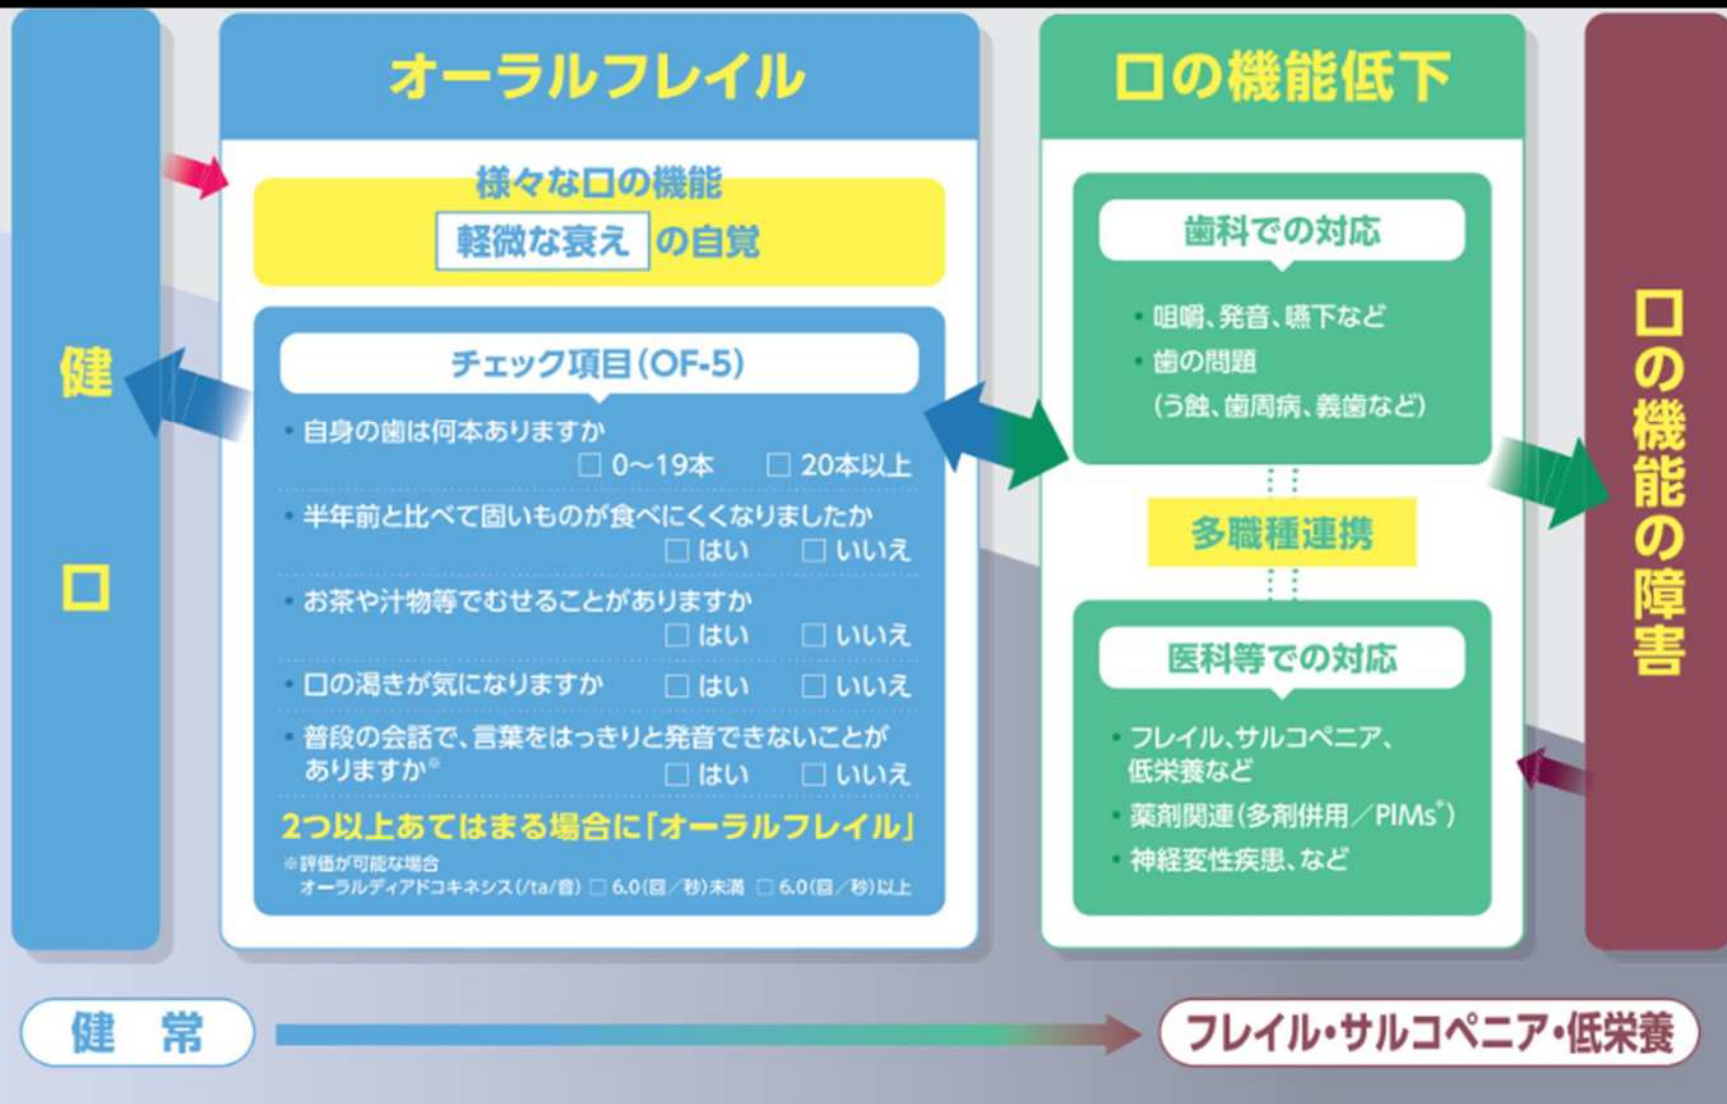 健口
オーラルフレイル
様々な口の機能
軽微な衰え の自覚
チェック項目(OF-5)
・自身の歯は何本ありますか
□ 0〜19本 □ 20本以上
・半年前と比べて固いものが食べにくくなりましたか
□ はい □ いいえ
・お茶や汁物等でむせることがありますか
□ はい □ いいえ
・口の渇きが気になりますか □ はい □ いいえ
・普段の会話で、言葉をはっきりと発音できないことが
ありますか※ □ はい □ いいえ
2つ以上あてはまる場合に「オーラルフレイル」
※評価が可能な場合
オーラルディアドコキネシス(/ta/音) □ 6.0(回/秒)未満 □ 6.0(回/秒)以上
口の機能低下
歯科での対応
・咀嚼、発音、嚥下など
・歯の問題
(う蝕、歯周病、義歯など)
多職種連携
医科等での対応
・フレイル、サルコペニア、
低栄養など
・薬剤関連(多剤併用/PIMs*)
・神経変性疾患、など
口の機能の障害
健 常
フレイル・サルコペニア・低栄養